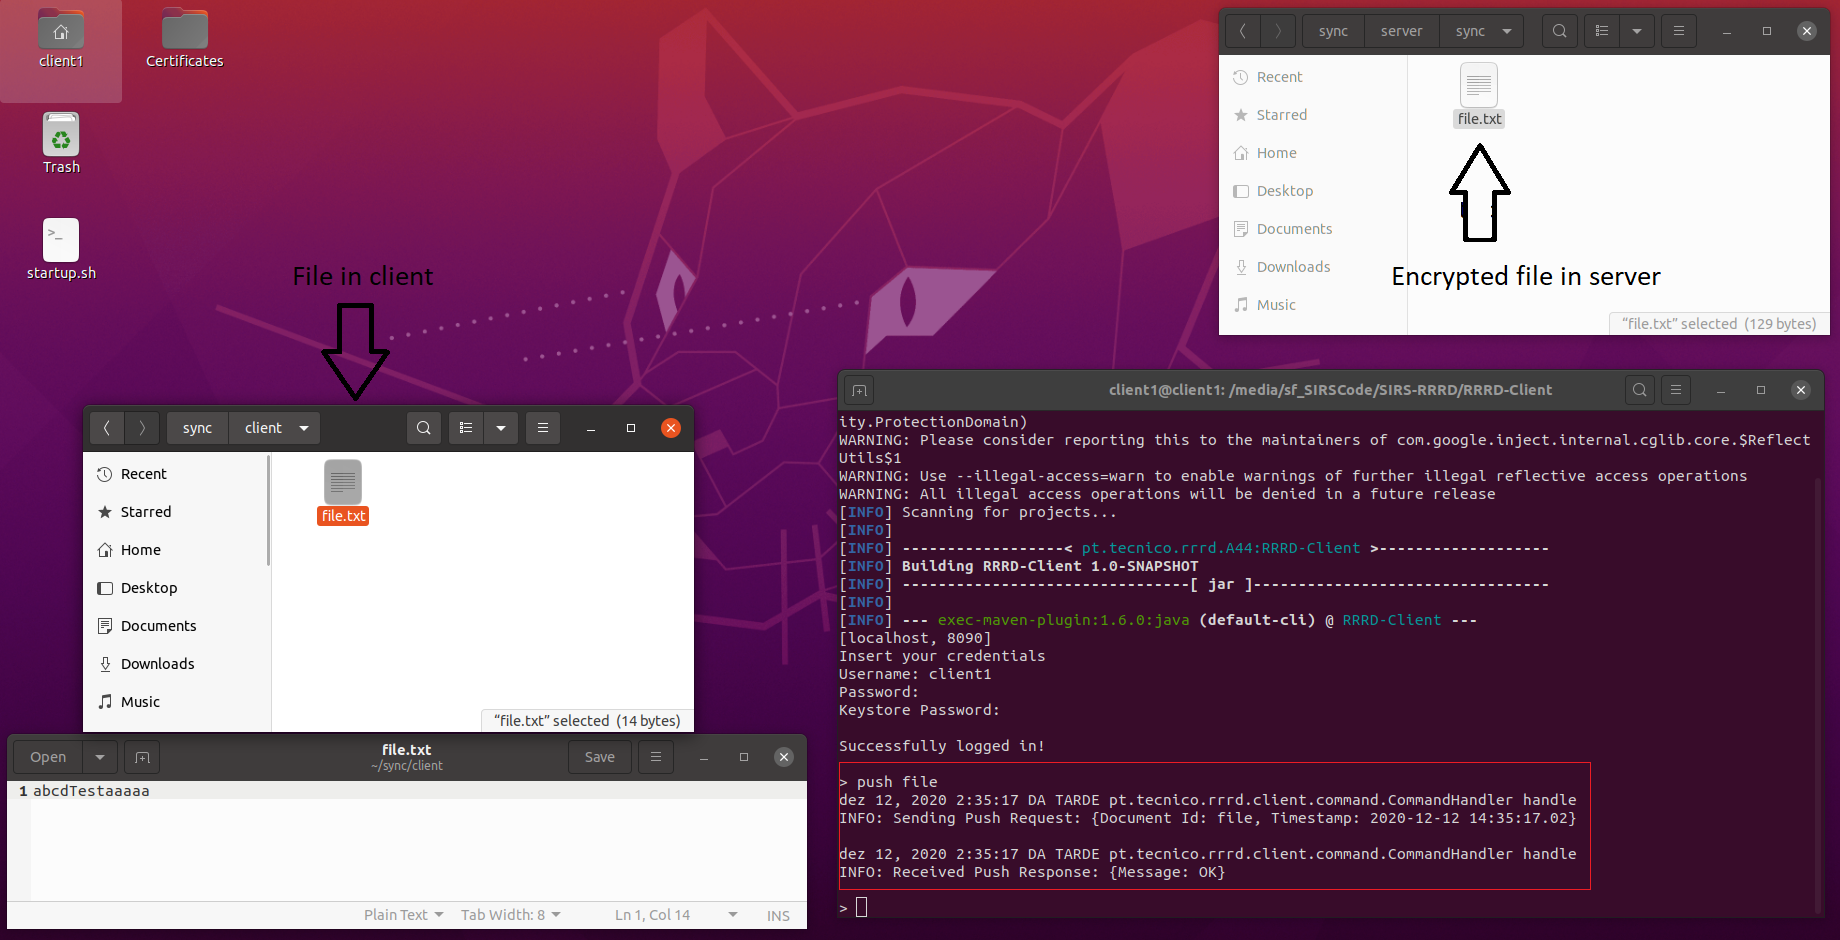 client1
Certificates
Trash
>_
startup.sh
File in client
sync server sync
Recent
Starred
Home
Desktop
Documents
Downloads
Music
file.txt
Encrypted file in server
“file.txt” selected (129 bytes)
sync client
Recent
Starred
Home
Desktop
Documents
Downloads
Music
file.txt
“file.txt” selected (14 bytes)
Open
file.txt
~/sync/client
Save
1 abcdTestaaaaa
Plain Text Tab Width: 8 Ln 1, Col 14 INS
client1@client1: /media/sf_SIRSCode/SIRS-RRRD/RRRD-Client
ity.ProtectionDomain)
WARNING: Please consider reporting this to the maintainers of com.google.inject.internal.cglib.core.$Reflect
Utils$1
WARNING: Use --illegal-access=warn to enable warnings of further illegal reflective access operations
WARNING: All illegal access operations will be denied in a future release
[INFO] Scanning for projects...
[INFO]
[INFO] ------------------< pt.tecnico.rrrd.A44:RRRD-Client >-------------------
[INFO] Building RRRD-Client 1.0-SNAPSHOT
[INFO] --------------------------------[ jar ]---------------------------------
[INFO]
[INFO] --- exec-maven-plugin:1.6.0:java (default-cli) @ RRRD-Client ---
[localhost, 8090]
Insert your credentials
Username: client1
Password:
Keystore Password:
Successfully logged in!
> push file
dez 12, 2020 2:35:17 DA TARDE pt.tecnico.rrrd.client.command.CommandHandler handle
INFO: Sending Push Request: {Document Id: file, Timestamp: 2020-12-12 14:35:17.02}
dez 12, 2020 2:35:17 DA TARDE pt.tecnico.rrrd.client.command.CommandHandler handle
INFO: Received Push Response: {Message: OK}
>